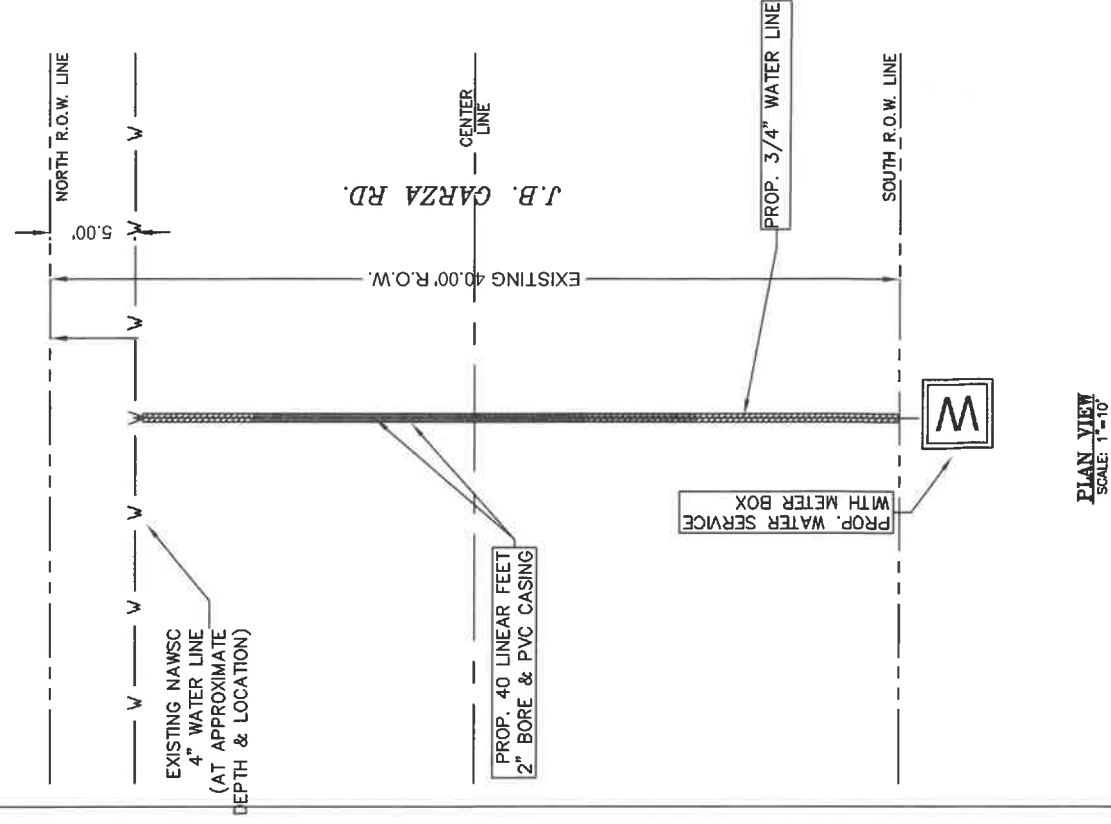 NORTH R.O.W. LINE
W W W W W W
5.00'
EXISTING 40.00' R.O.W.
J.B. GARZA RD.
CENTER
LINE
PROP. 3/4" WATER LINE
SOUTH R.O.W. LINE
EXISTING NAWSC
4" WATER LINE
(AT APPROXIMATE
DEPTH & LOCATION)
PROP. 40 LINEAR FEET
2" BORE & PVC CASING
PROP. WATER SERVICE
WITH METER BOX
W
PLAN VIEW
SCALE: 1"=10'